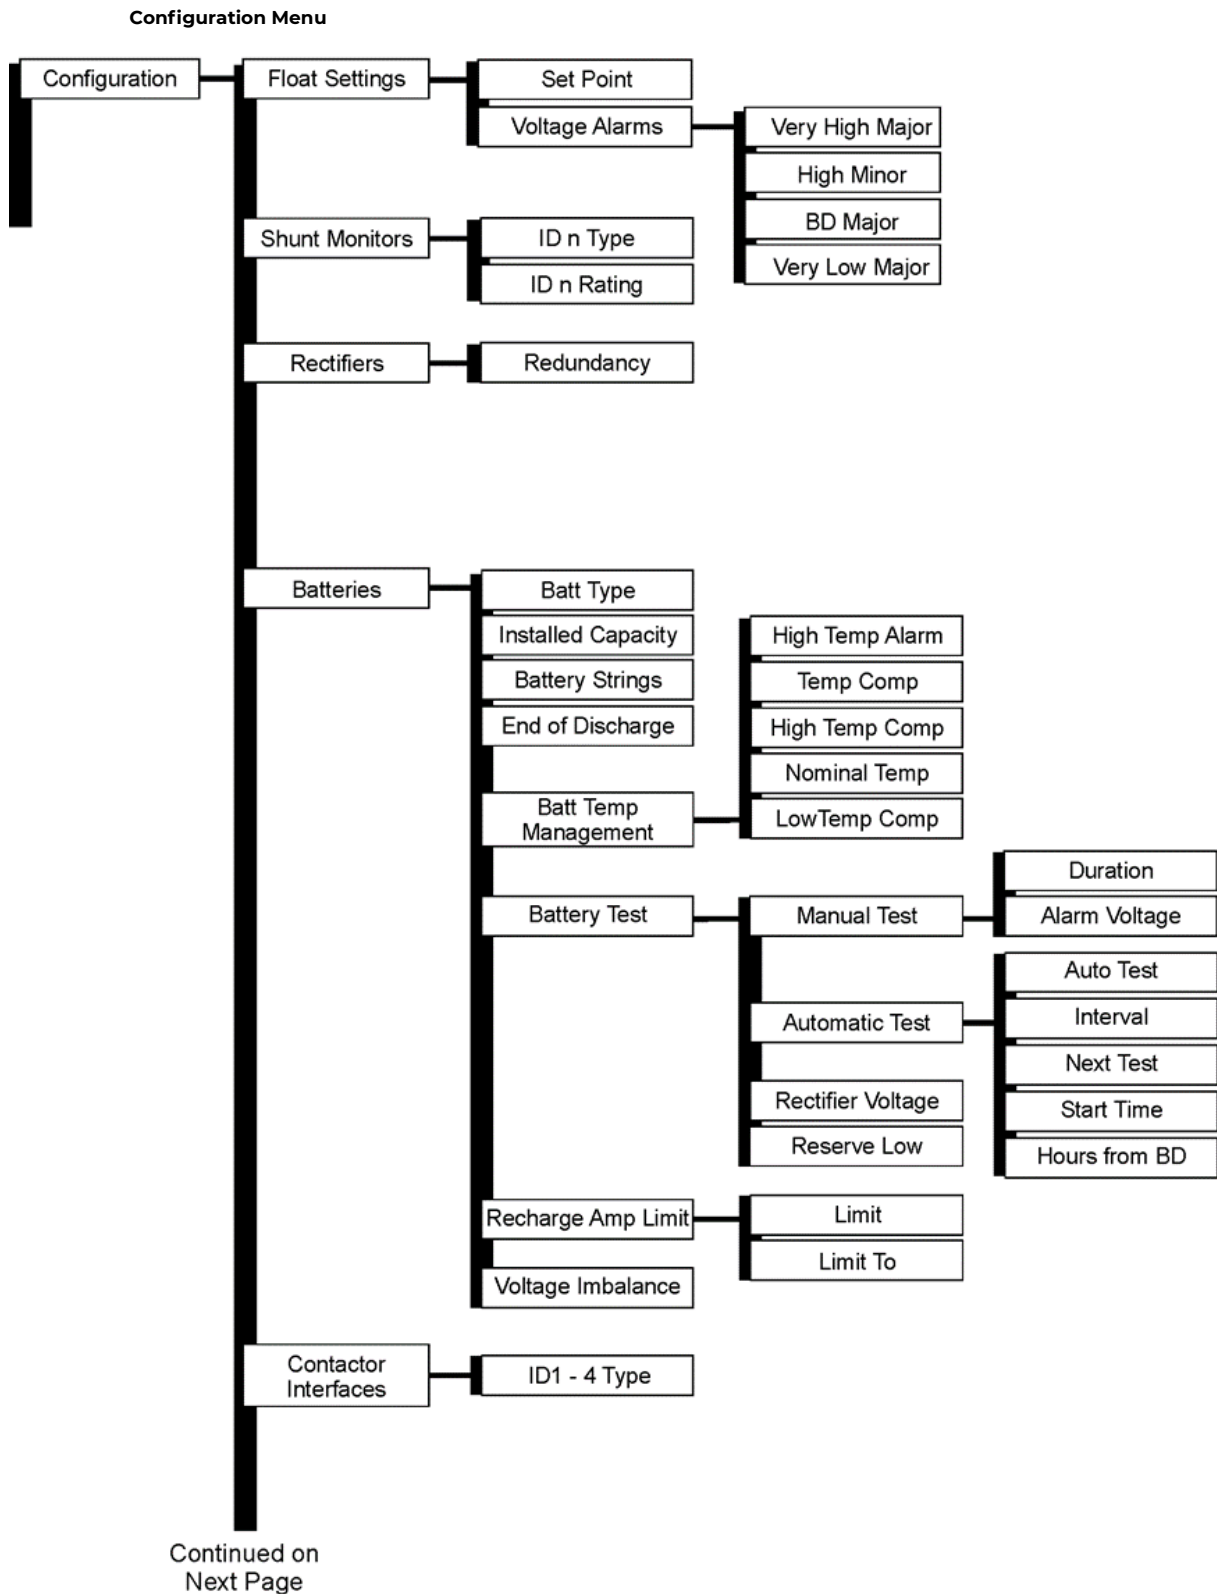 Configuration Menu
Configuration
Float Settings
Set Point
Voltage Alarms
Very High Major
High Minor
BD Major
Very Low Major
Shunt Monitors
ID n Type
ID n Rating
Rectifiers
Redundancy
Batteries
Batt Type
Installed Capacity
Battery Strings
End of Discharge
Batt Temp
Management
High Temp Alarm
Temp Comp
High Temp Comp
Nominal Temp
LowTemp Comp
Battery Test
Manual Test
Duration
Alarm Voltage
Automatic Test
Auto Test
Interval
Next Test
Start Time
Hours from BD
Rectifier Voltage
Reserve Low
Recharge Amp Limit
Limit
Limit To
Voltage Imbalance
Contactor
Interfaces
ID1 - 4 Type
Continued on
Next Page